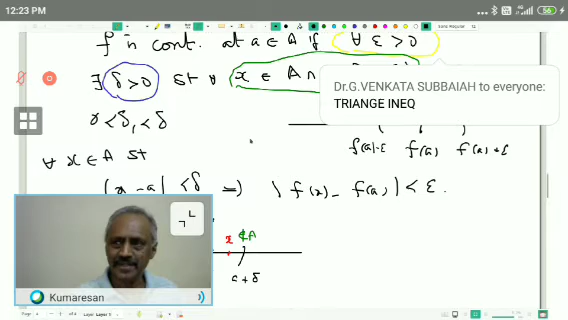 12:23 PM
56
f is cont. at a ∈ A if ∀ ε > 0
∃ δ > 0 st ∀ x ∈ A ∩
Dr.G.VENKATA SUBBAIAH to everyone:
TRIANGE INEQ
r < δ, < δ
f(a)-ε f(a) f(a)+ε
∀ x ∈ A st
|x - a| < δ ⇒ | f(x) - f(a) | < ε.
x ∉ A
a + δ
Kumaresan